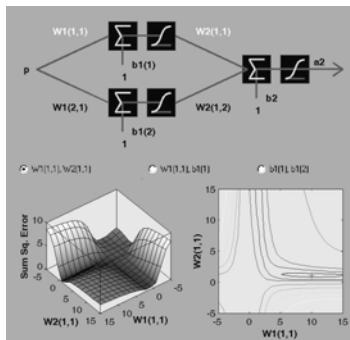 W1(1,1) W2(1,1)
b1(1)
1
a2
p
b2
W1(2,1) b1(2) W2(1,2) 1
1
W1(1,1), W2(1,1) W1(1,1), b1(1) b1(1), b1(2)
Sum Sq. Error
10
5
0
-5
0
5
10
15
W2(1,1)
15
10
5
0
-5
W1(1,1)
W2(1,1)
15
10
5
0
-5
-5 0 5 10 15
W1(1,1)